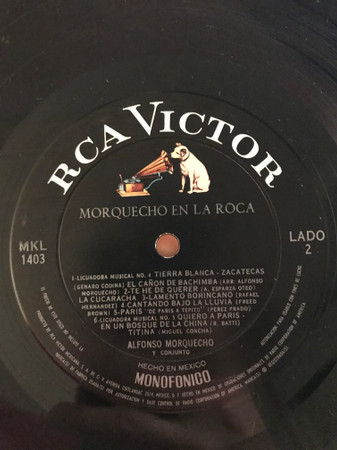 RCA VICTOR
MORQUECHO EN LA ROCA
MKL
1403
LADO
2
1-LICUADORA MUSICAL NO. 4 TIERRA BLANCA - ZACATECAS
(GENARO CODINA) EL CAÑON DE BACHIMBA (ARR: ALFONSO
MORQUECHO) 2-TE HE DE QUERER (A. ESPARZA OTEO)
LA CUCARACHA 3-LAMENTO BORINCANO (RAFAEL
HERNANDEZ) 4 CANTANDO BAJO LA LLUVIA (FREED
BROWN) 5-PARIS "DE PARIS A TEPITO" (PEREZ PRADO)
6-LICUADORA MUSICAL NO. 5 QUIERO A PARIS -
EN UN BOSQUE DE LA CHINA (R. RATTI)
TITINA (MIGUEL CONCHA)
ALFONSO MORQUECHO
Y CONJUNTO
HECHO EN MEXICO
MONOFONICO